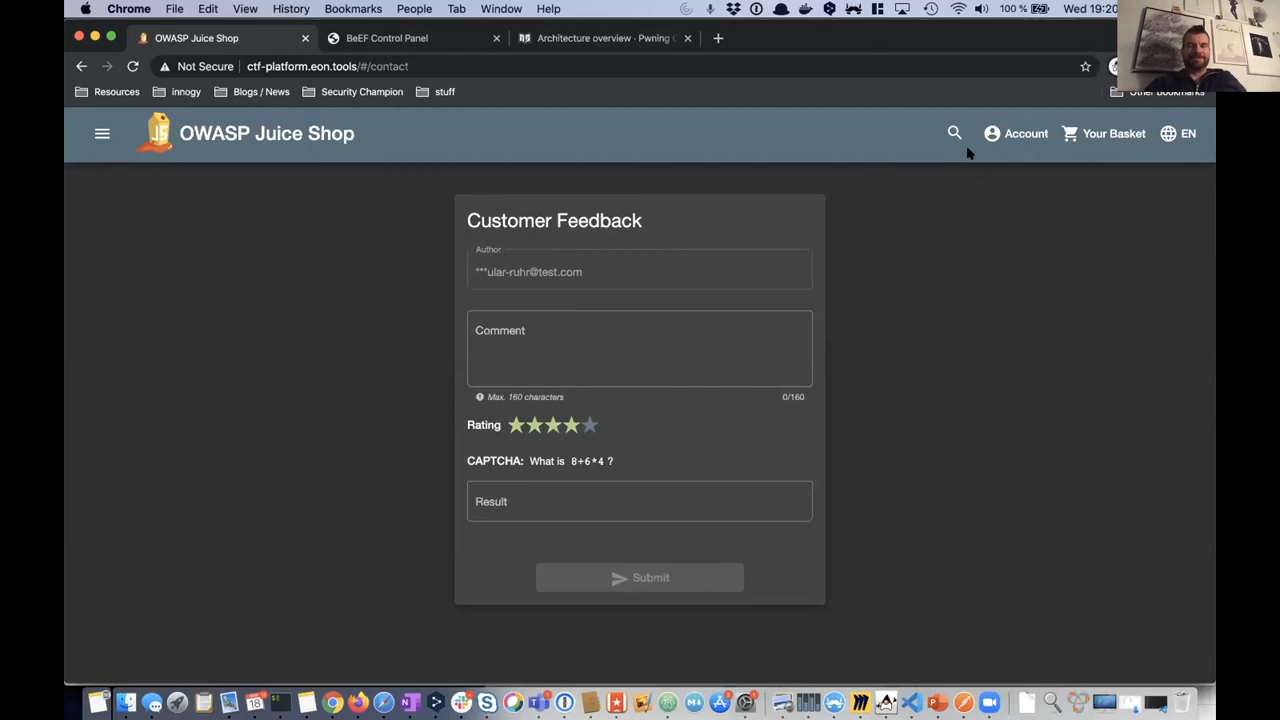 Chrome File Edit View History Bookmarks People Tab Window Help 100 % Wed 19:20
OWASP Juice Shop BeEF Control Panel Architecture overview - Pwning
Not Secure ctf-platform.eon.tools/#/contact
Resources innogy Blogs / News Security Champion stuff Other Bookmarks
OWASP Juice Shop Account Your Basket EN
Customer Feedback
Author
***ular-ruhr@test.com
Comment
Max. 160 characters 0/160
Rating
CAPTCHA: What is 8+6*4 ?
Result
Submit